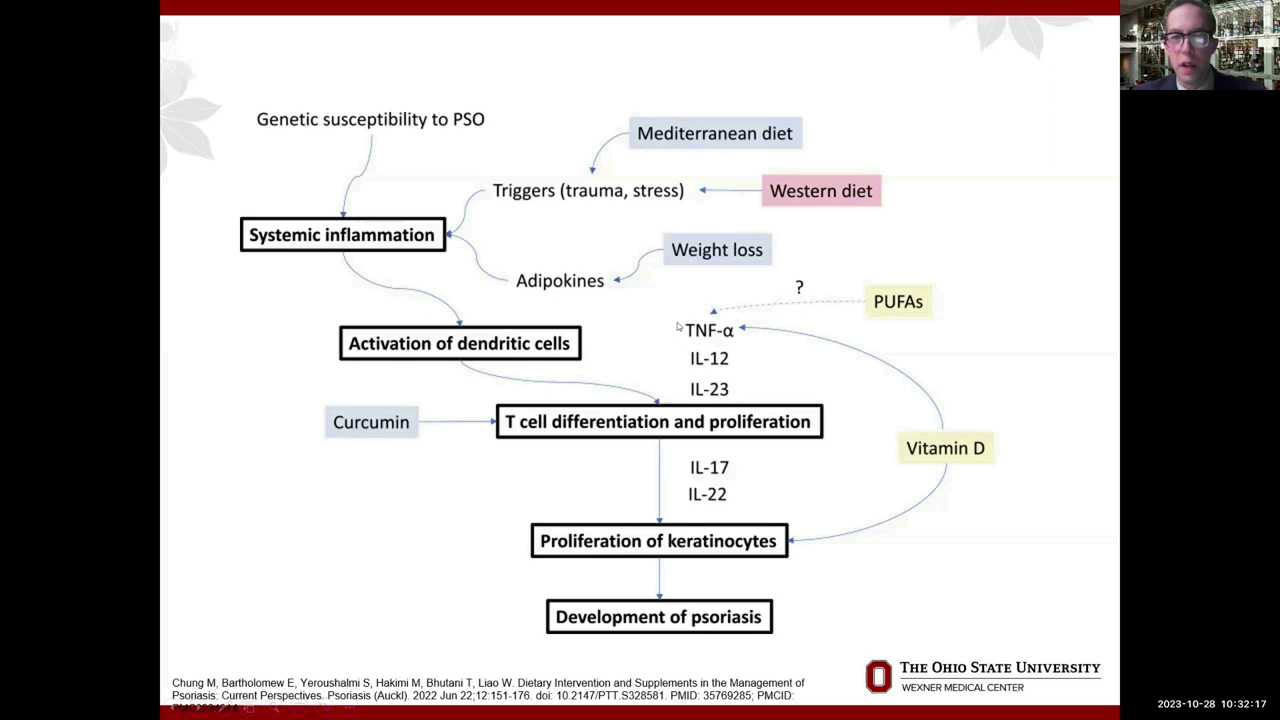 Genetic susceptibility to PSO
Mediterranean diet
Triggers (trauma, stress)
Western diet
Systemic inflammation
Weight loss
Adipokines
?
PUFAs
TNF-α
Activation of dendritic cells
IL-12
IL-23
Curcumin
T cell differentiation and proliferation
Vitamin D
IL-17
IL-22
Proliferation of keratinocytes
Development of psoriasis
THE OHIO STATE UNIVERSITY
WEXNER MEDICAL CENTER
Chung M, Bartholomew E, Yeroushalmi S, Hakimi M, Bhutani T, Liao W. Dietary Intervention and Supplements in the Management of
Psoriasis: Current Perspectives. Psoriasis (Auckl). 2022 Jun 22;12:151-176. doi: 10.2147/PTT.S328581. PMID: 35769285; PMCID:
2023-10-28 10:32:17